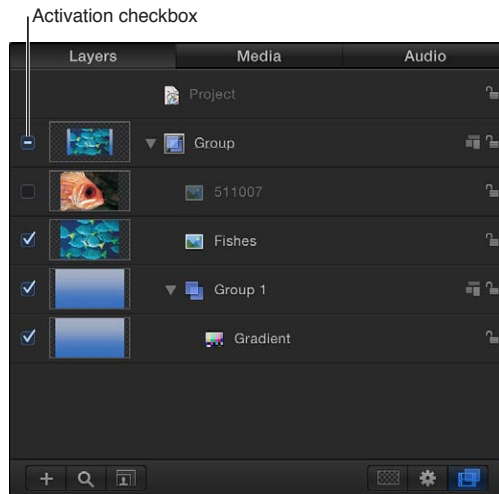 Activation checkbox
Layers Media Audio
Project
Group
511007
Fishes
Group 1
Gradient